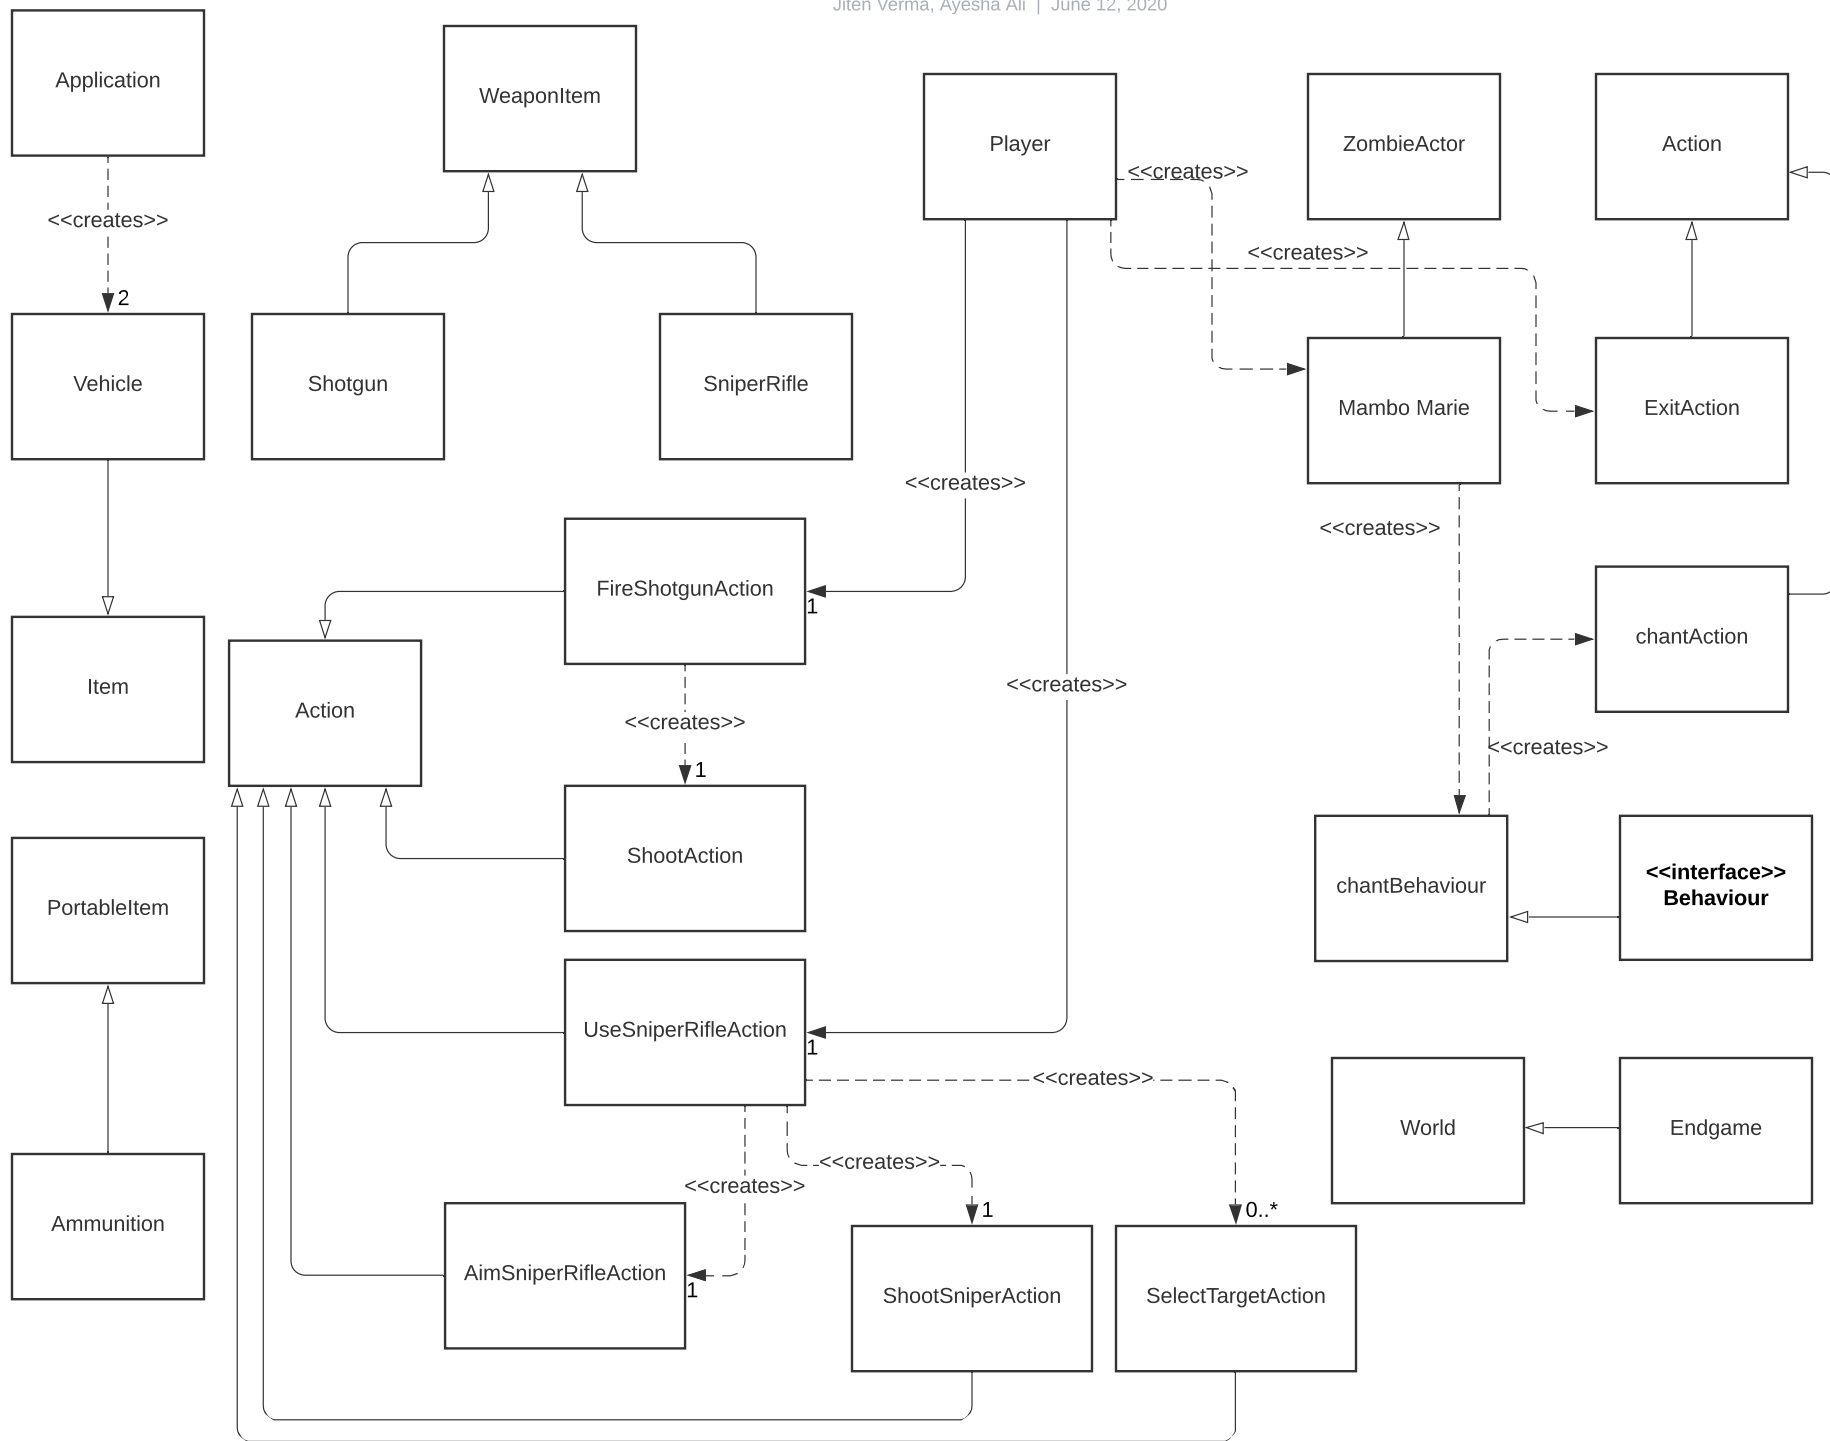 Jiten Verma, Ayesha Ali | June 12, 2020
Application
WeaponItem
Player
ZombieActor
Action
<<creates>>
<<creates>>
<<creates>>
2
Vehicle
Shotgun
SniperRifle
Mambo Marie
ExitAction
<<creates>>
<<creates>>
FireShotgunAction
1
chantAction
Item
Action
<<creates>>
<<creates>>
<<creates>>
1
ShootAction
PortableItem
chantBehaviour
<<interface>>
Behaviour
UseSniperRifleAction
1
<<creates>>
World
Endgame
<<creates>>
<<creates>>
1
0..*
Ammunition
AimSniperRifleAction
1
ShootSniperAction
SelectTargetAction